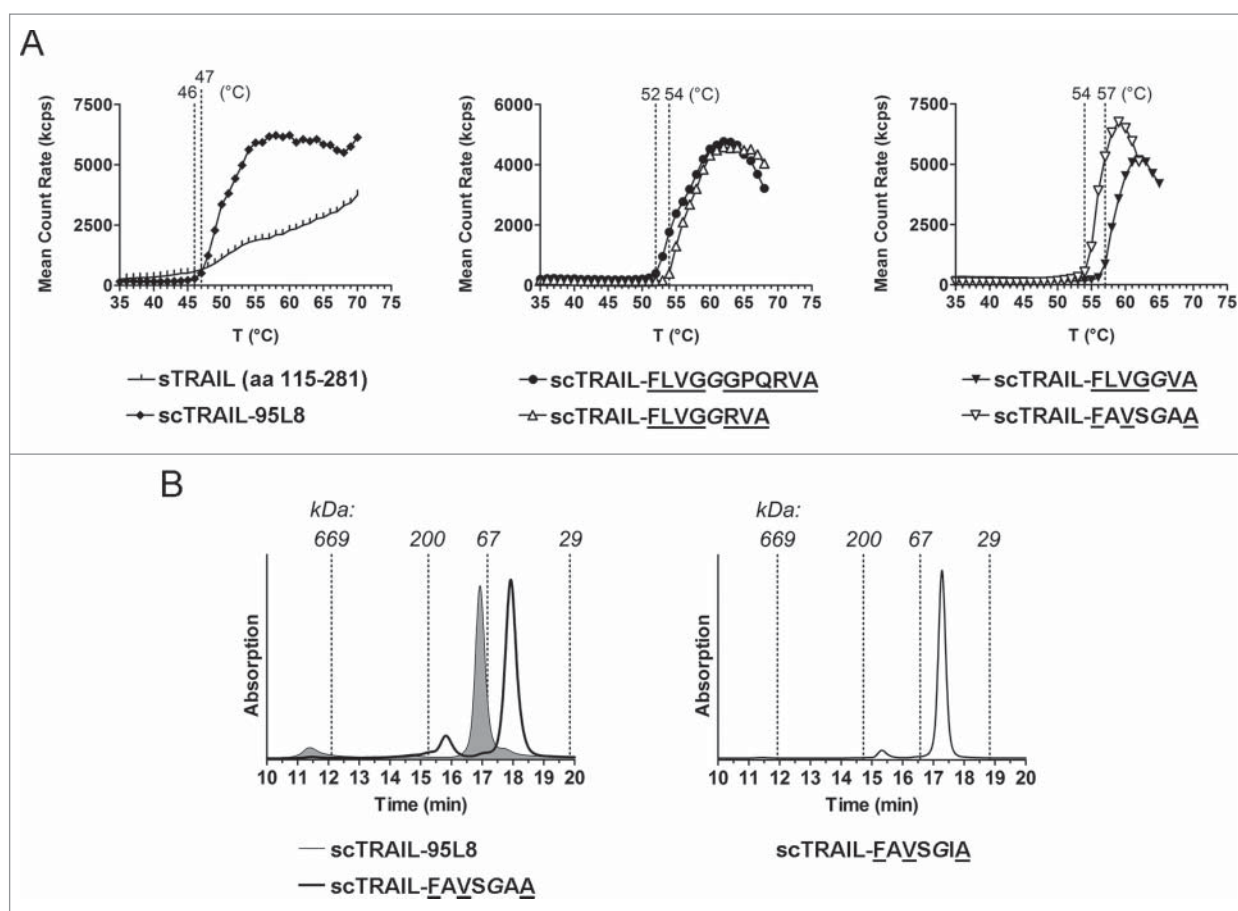 A
47
46 (°C)
7500
5000
2500
0
Mean Count Rate (kcps)
35 40 45 50 55 60 65 70 75
T (°C)
sTRAIL (aa 115-281)
scTRAIL-95L8
52 54 (°C)
6000
4000
2000
0
Mean Count Rate (kcps)
35 40 45 50 55 60 65 70 75
T (°C)
scTRAIL-FLVGGGPQRVA
scTRAIL-FLVGGRVA
54 57 (°C)
7500
5000
2500
0
Mean Count Rate (kcps)
35 40 45 50 55 60 65 70 75
T (°C)
scTRAIL-FLVGGVA
scTRAIL-FAVSGAA
B
kDa:
669 200 67 29
Absorption
10 11 12 13 14 15 16 17 18 19 20
Time (min)
scTRAIL-95L8
scTRAIL-FAVSGAA
kDa:
669 200 67 29
Absorption
10 11 12 13 14 15 16 17 18 19 20
Time (min)
scTRAIL-FAVSGIA